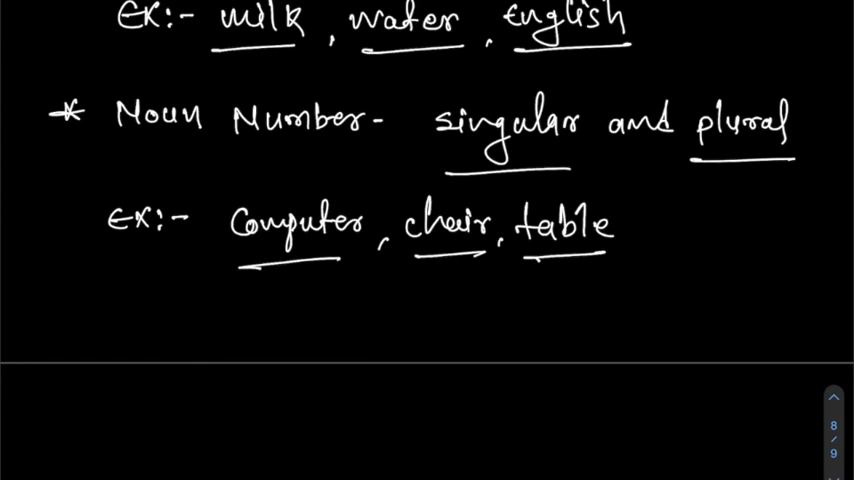 Ex:- milk, water, English
* Noun Number- singular and plural
Ex:- Computer, chair, table
8
/
9